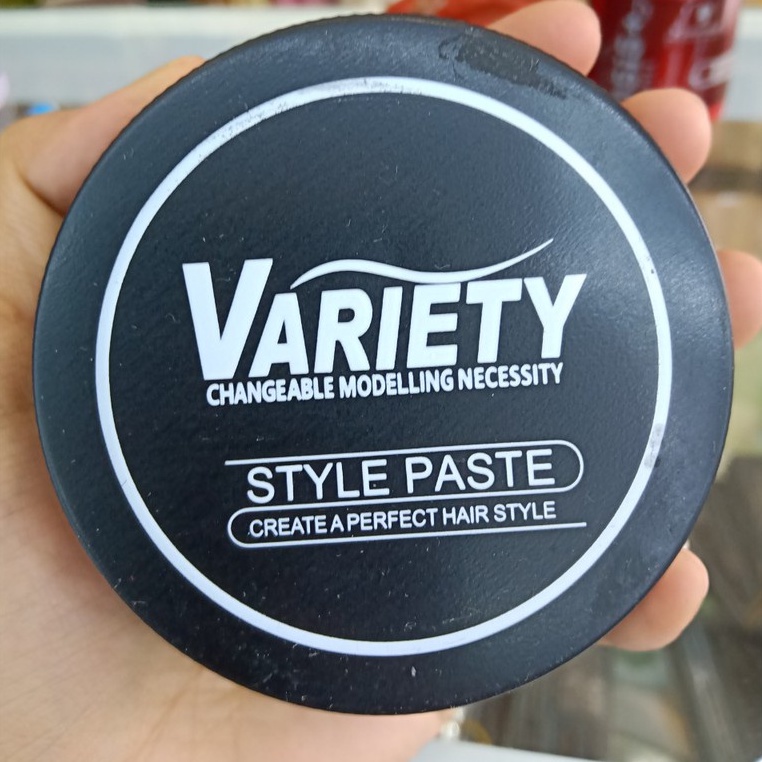 VARIETY
CHANGEABLE MODELLING NECESSITY
STYLE PASTE
CREATE A PERFECT HAIR STYLE